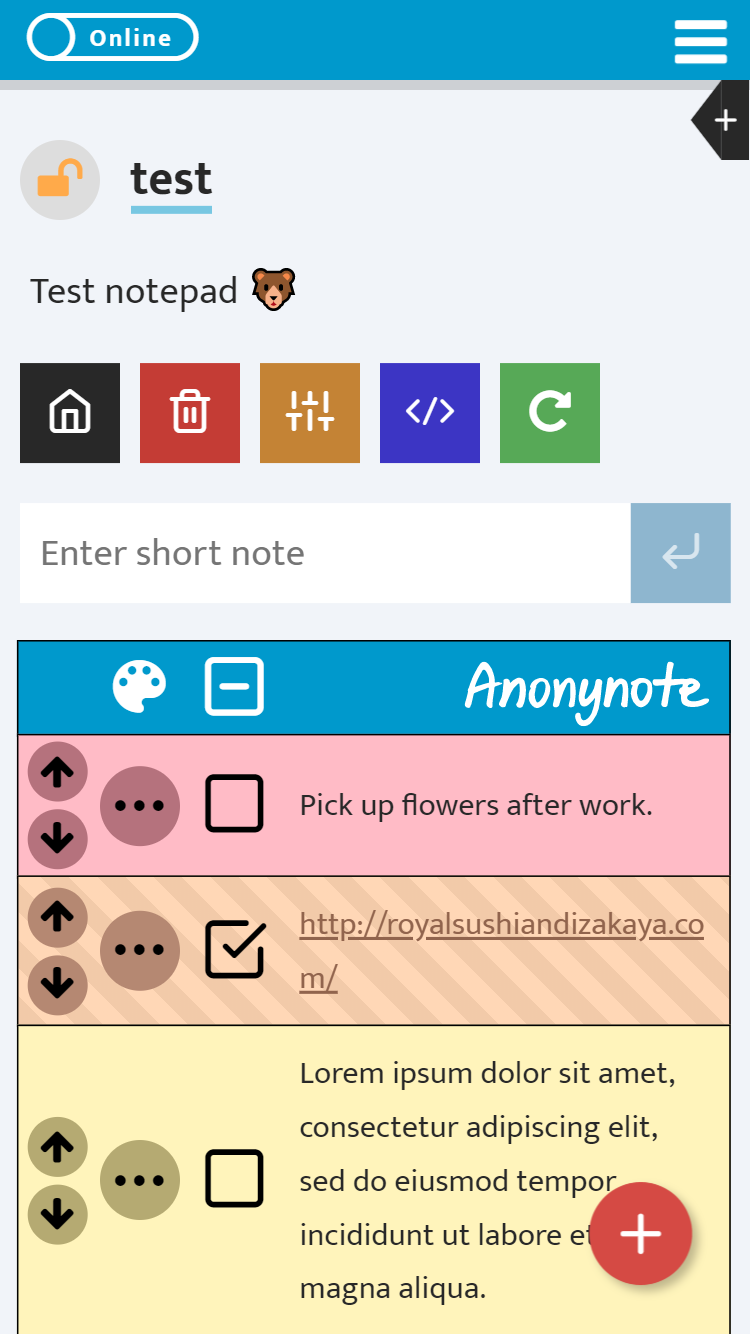 Online
test
Test notepad 🐻
Enter short note
Anonynote
Pick up flowers after work.
http://royalsushiandizakaya.co
m/
Lorem ipsum dolor sit amet,
consectetur adipiscing elit,
sed do eiusmod tempor
incididunt ut labore et
magna aliqua.